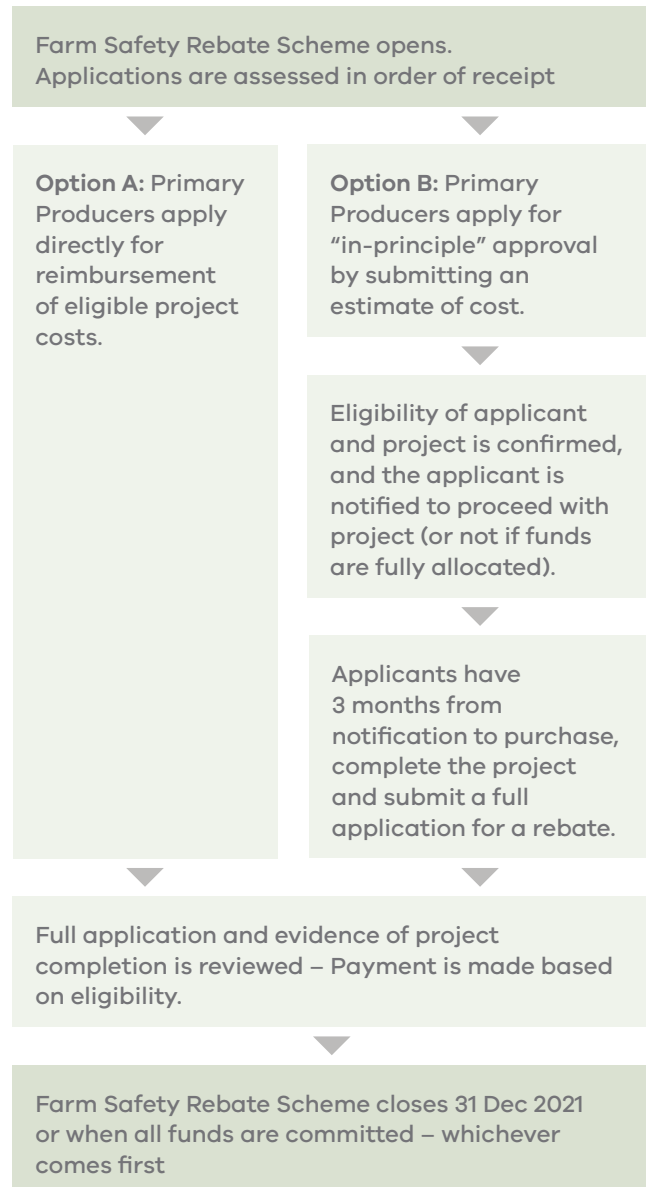 Farm Safety Rebate Scheme opens.
Applications are assessed in order of receipt
Option A: Primary
Producers apply
directly for
reimbursement
of eligible project
costs.
Option B: Primary
Producers apply for
“in-principle” approval
by submitting an
estimate of cost.
Eligibility of applicant
and project is confirmed,
and the applicant is
notified to proceed with
project (or not if funds
are fully allocated).
Applicants have
3 months from
notification to purchase,
complete the project
and submit a full
application for a rebate.
Full application and evidence of project
completion is reviewed – Payment is made based
on eligibility.
Farm Safety Rebate Scheme closes 31 Dec 2021
or when all funds are committed – whichever
comes first